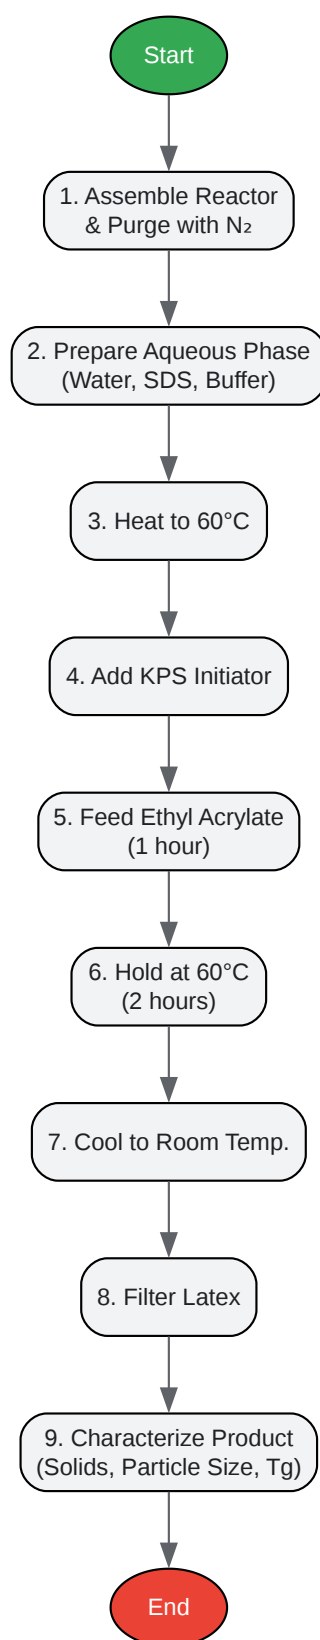 Start
1. Assemble Reactor
& Purge with N₂
2. Prepare Aqueous Phase
(Water, SDS, Buffer)
3. Heat to 60°C
4. Add KPS Initiator
5. Feed Ethyl Acrylate
(1 hour)
6. Hold at 60°C
(2 hours)
7. Cool to Room Temp.
8. Filter Latex
9. Characterize Product
(Solids, Particle Size, Tg)
End